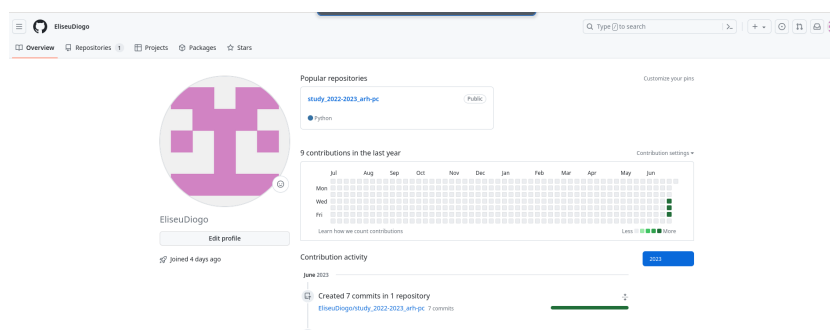 EliseuDiogo
Type / to search
Overview Repositories 1 Projects Packages Stars
Popular repositories Customize your pins
study_2022-2023_arh-pc Public
Python
9 contributions in the last year Contribution settings
Jul Aug Sep Oct Nov Dec Jan Feb Mar Apr May Jun
Mon
Wed
Fri
Learn how we count contributions Less More
EliseuDiogo
Edit profile
Joined 4 days ago
Contribution activity 2023
June 2023
Created 7 commits in 1 repository
EliseuDiogo/study_2022-2023_arh-pc 7 commits